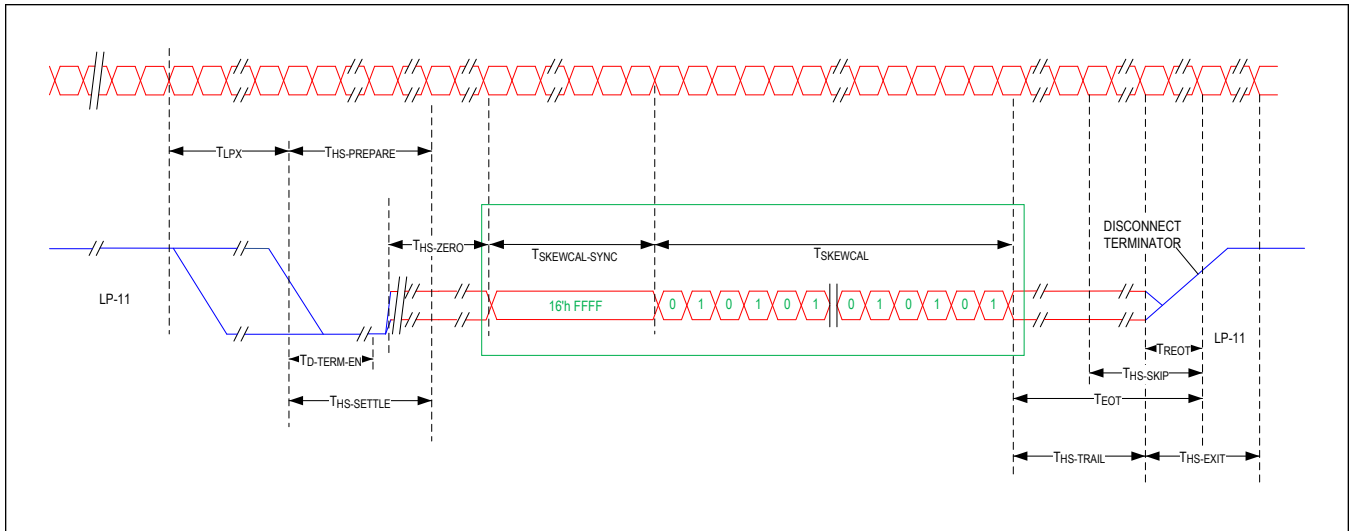 TLPX
THS-PREPARE
DISCONNECT
TERMINATOR
THS-ZERO
TSKEWCAL-SYNC
TSKEWCAL
LP-11
16'h FFFF
0 1 0 1 0 1
0 1 0 1 0 1
LP-11
TREOT
TD-TERM-EN
THS-SKIP
THS-SETTLE
TEOT
THS-TRAIL
THS-EXIT